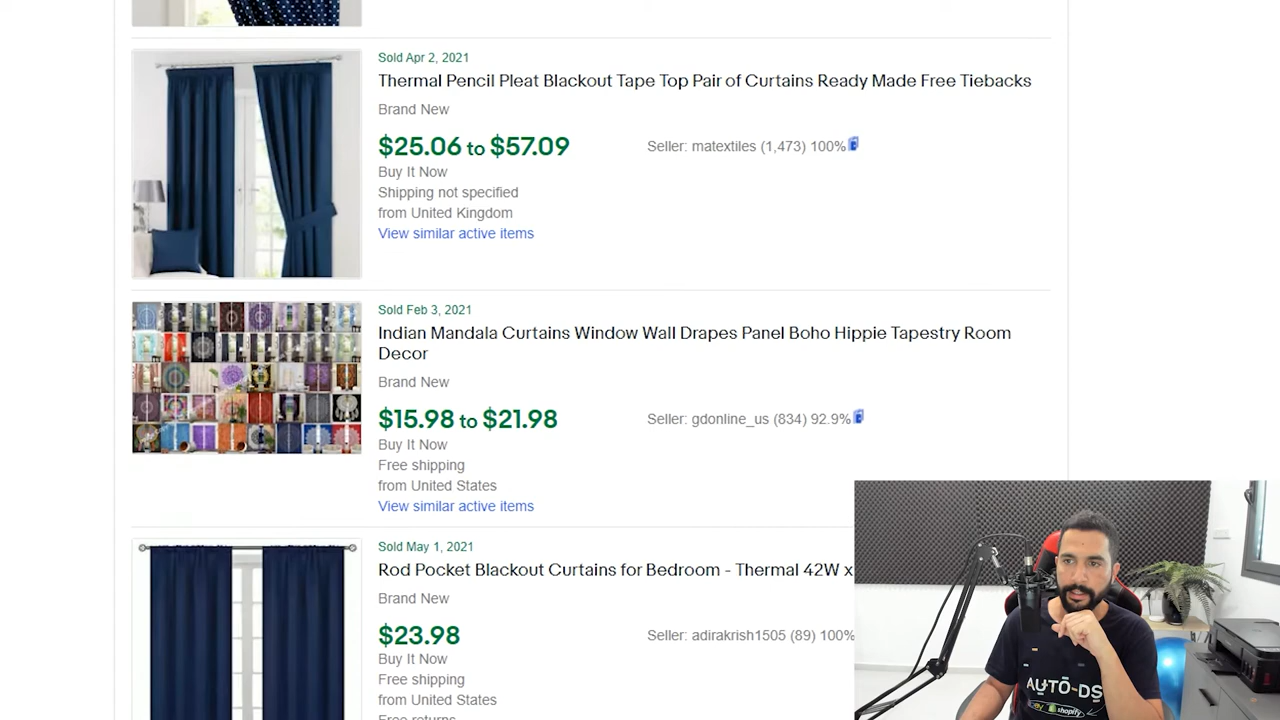 Sold Apr 2, 2021
Thermal Pencil Pleat Blackout Tape Top Pair of Curtains Ready Made Free Tiebacks
Brand New
$25.06 to $57.09
Seller: matextiles (1,473) 100%
Buy It Now
Shipping not specified
from United Kingdom
View similar active items
Sold Feb 3, 2021
Indian Mandala Curtains Window Wall Drapes Panel Boho Hippie Tapestry Room
Decor
Brand New
$15.98 to $21.98
Seller: gdonline_us (834) 92.9%
Buy It Now
Free shipping
from United States
View similar active items
Sold May 1, 2021
Rod Pocket Blackout Curtains for Bedroom - Thermal 42W x
Brand New
$23.98
Seller: adirakrish1505 (89) 100%
Buy It Now
Free shipping
from United States
Free returns
AUTO-DS
shopify